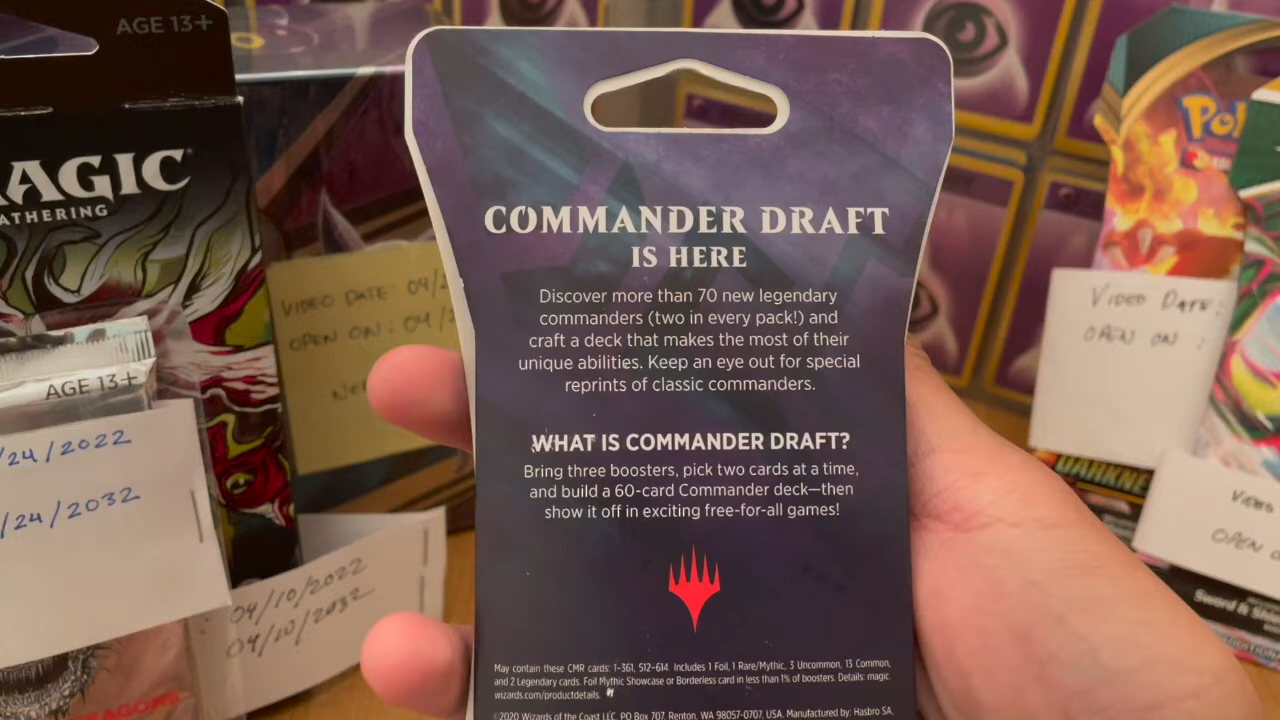 AGE 13+
MAGIC
GATHERING
AGE 13+
/24/2022
/24/2032
VIDEO DATE: 04/2
OPEN ON: 04/
04/10/2022
04/10/2032
COMMANDER DRAFT
IS HERE
Discover more than 70 new legendary
commanders (two in every pack!) and
craft a deck that makes the most of their
unique abilities. Keep an eye out for special
reprints of classic commanders.
WHAT IS COMMANDER DRAFT?
Bring three boosters, pick two cards at a time,
and build a 60-card Commander deck—then
show it off in exciting free-for-all games!
May contain these CMR cards: 1-361, 512-614. Includes 1 Foil, 1 Rare/Mythic, 3 Uncommon, 13 Common,
and 2 Legendary cards. Foil Mythic Showcase or Borderless card in less than 1% of boosters. Details: magic.
wizards.com/productdetails.
©2020 Wizards of the Coast LLC, PO Box 707, Renton, WA 98057-0707, USA. Manufactured by: Hasbro SA,
VIDEO DATE:
OPEN ON :
VIDEO
OPEN
Sword & Shi